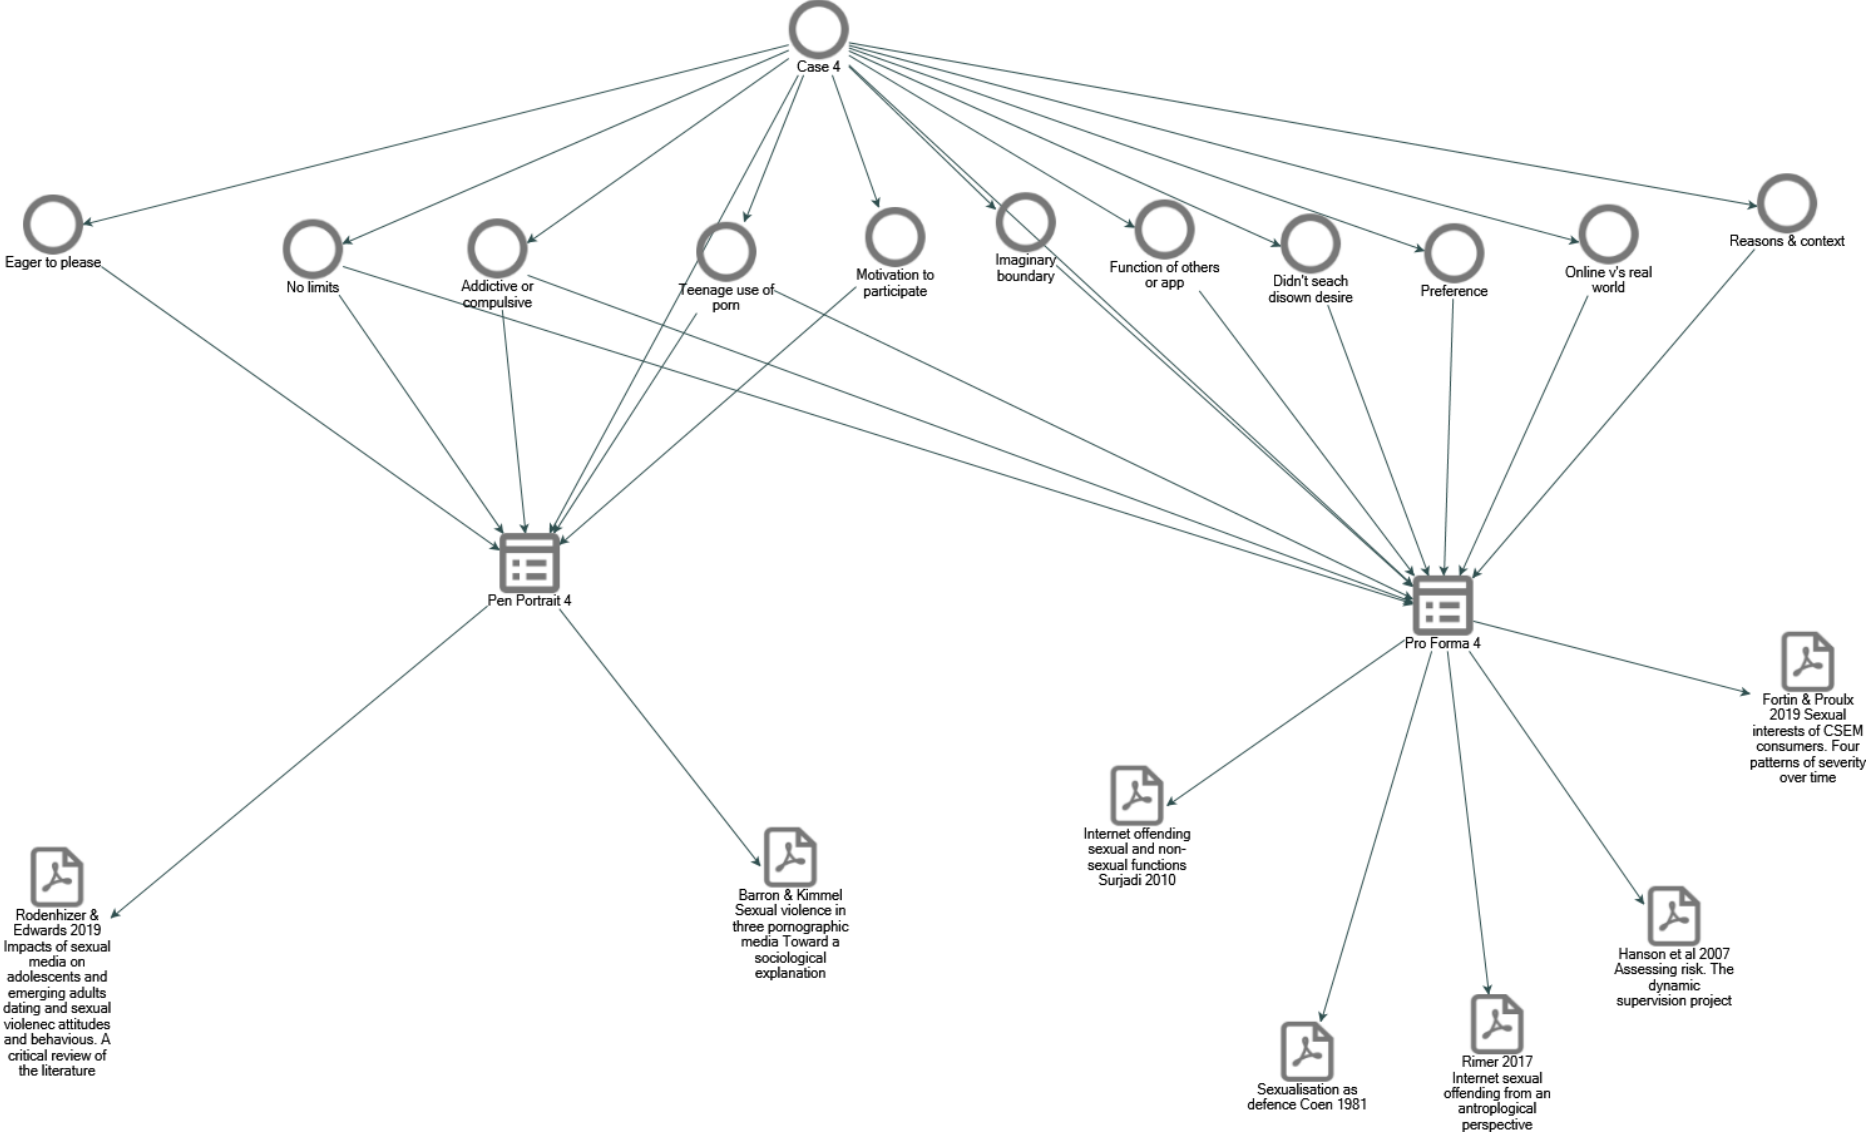 Case 4
Eager to please
No limits
Addictive or
compulsive
Teenage use of
porn
Motivation to
participate
Imaginary
boundary
Function of others
or app
Didn't seach
disown desire
Preference
Online v's real
world
Reasons & context
Pen Portrait 4
Pro Forma 4
Rodenhizer &
Edwards 2019
Impacts of sexual
media on
adolescents and
emerging adults
dating and sexual
violenec attitudes
and behavious. A
critical review of
the literature
Barron & Kimmel
Sexual violence in
three pornographic
media Toward a
sociological
explanation
Internet offending
sexual and non-
sexual functions
Surjadi 2010
Sexualisation as
defence Coen 1981
Rimer 2017
Internet sexual
offending from an
antroplogical
perspective
Hanson et al 2007
Assessing risk. The
dynamic
supervision project
Fortin & Proulx
2019 Sexual
interests of CSEM
consumers. Four
patterns of severity
over time